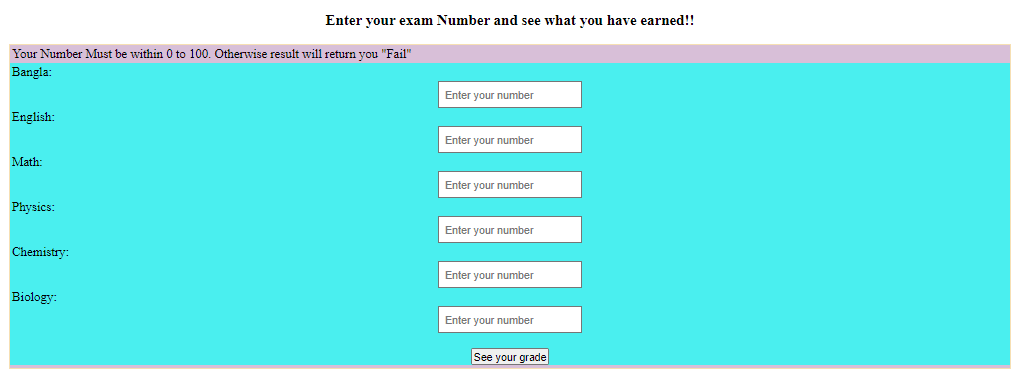 Enter your exam Number and see what you have earned!!
Your Number Must be within 0 to 100. Otherwise result will return you "Fail"
Bangla:
Enter your number
English:
Enter your number
Math:
Enter your number
Physics:
Enter your number
Chemistry:
Enter your number
Biology:
Enter your number
See your grade